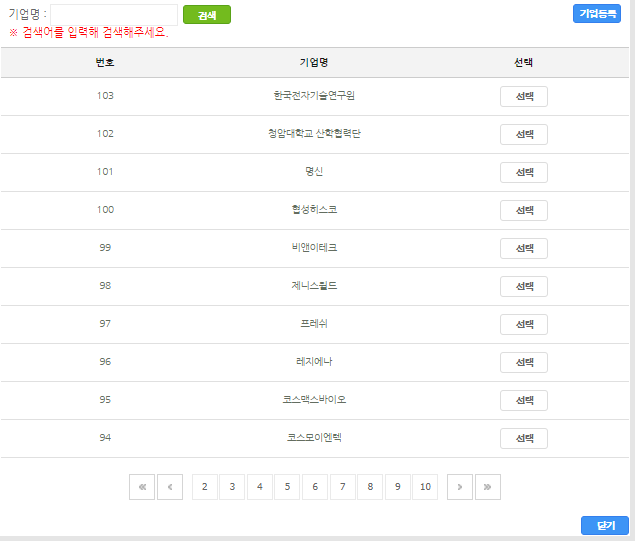 기업명 : 검색 기업등록
※ 검색어를 입력해 검색해주세요.
번호 기업명 선택
103 한국전자기술연구원 선택
102 청암대학교 산학협력단 선택
101 명신 선택
100 협성히스코 선택
99 비앤이테크 선택
98 제니스월드 선택
97 프레쉬 선택
96 레지에나 선택
95 코스맥스바이오 선택
94 코스모이엔텍 선택
« ‹ 2 3 4 5 6 7 8 9 10 › »
닫기